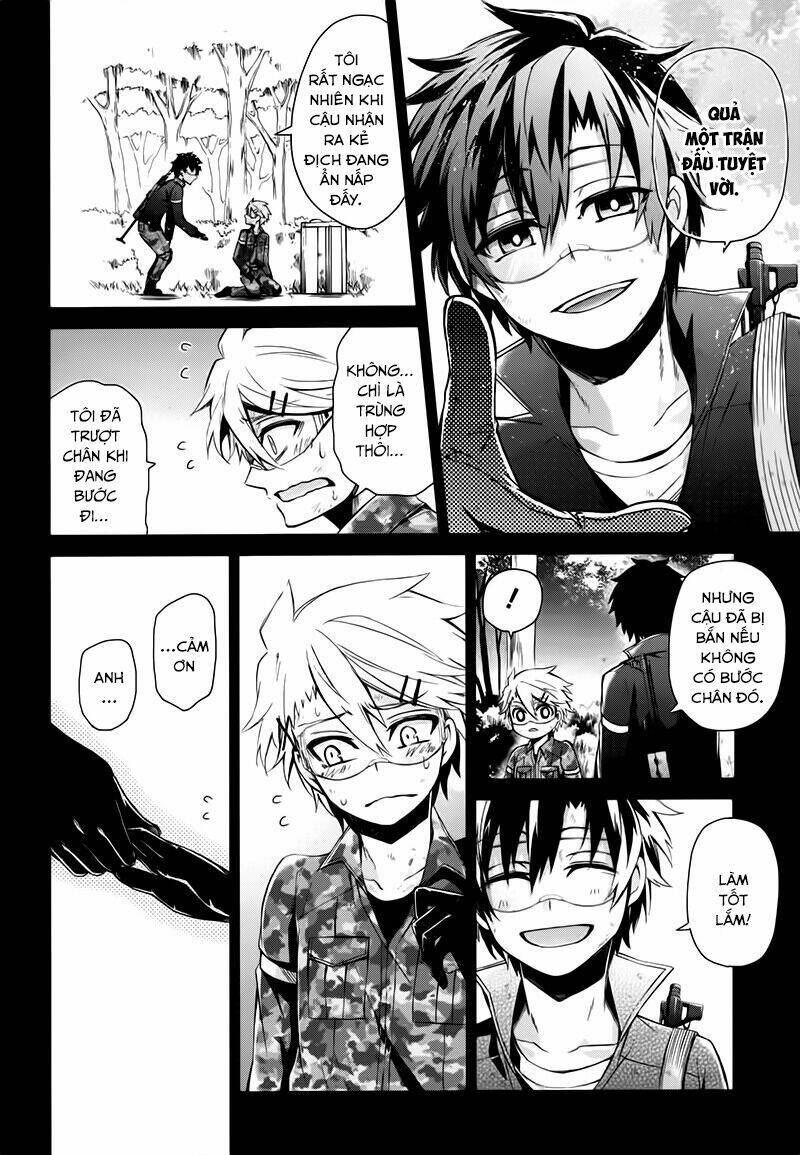 QUẢ
MỘT TRẬN
ĐẤU TUYỆT
VỜI.
TÔI
RẤT NGẠC
NHIÊN KHI
CẬU NHẬN
RA KẺ
ĐỊCH ĐANG
ẨN NẤP
ĐẤY.
KHÔNG...
CHỈ LÀ
TRÙNG HỢP
THÔI...
TÔI ĐÃ
TRƯỢT
CHÂN KHI
ĐANG
BƯỚC
ĐI...
NHƯNG
CẬU ĐÃ BỊ
BẮN NẾU
KHÔNG
CÓ BƯỚC
CHÂN ĐÓ.
!
LÀM
TỐT
LẮM!
...CẢM
ƠN
ANH
...